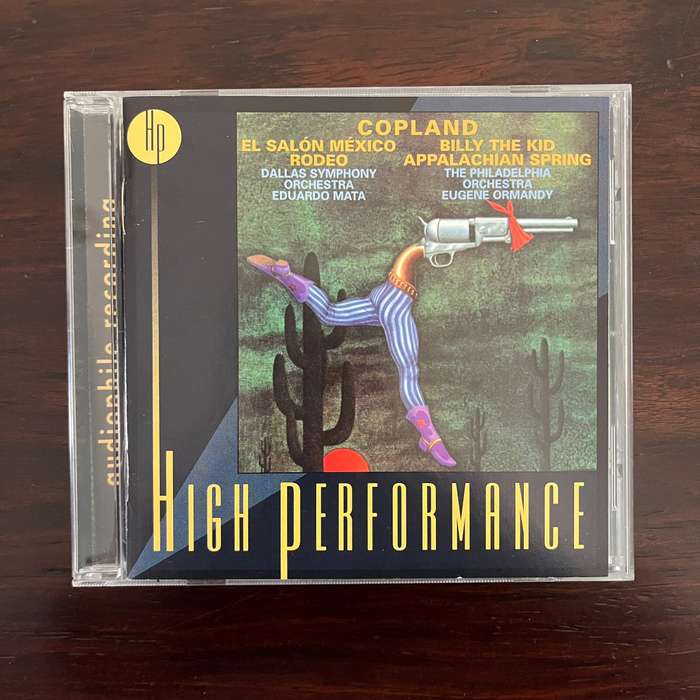 Hp
audiophile recording
COPLAND
EL SALÓN MÉXICO
RODEO
DALLAS SYMPHONY
ORCHESTRA
EDUARDO MATA
BILLY THE KID
APPALACHIAN SPRING
THE PHILADELPHIA
ORCHESTRA
EUGENE ORMANDY
HIGH PERFORMANCE